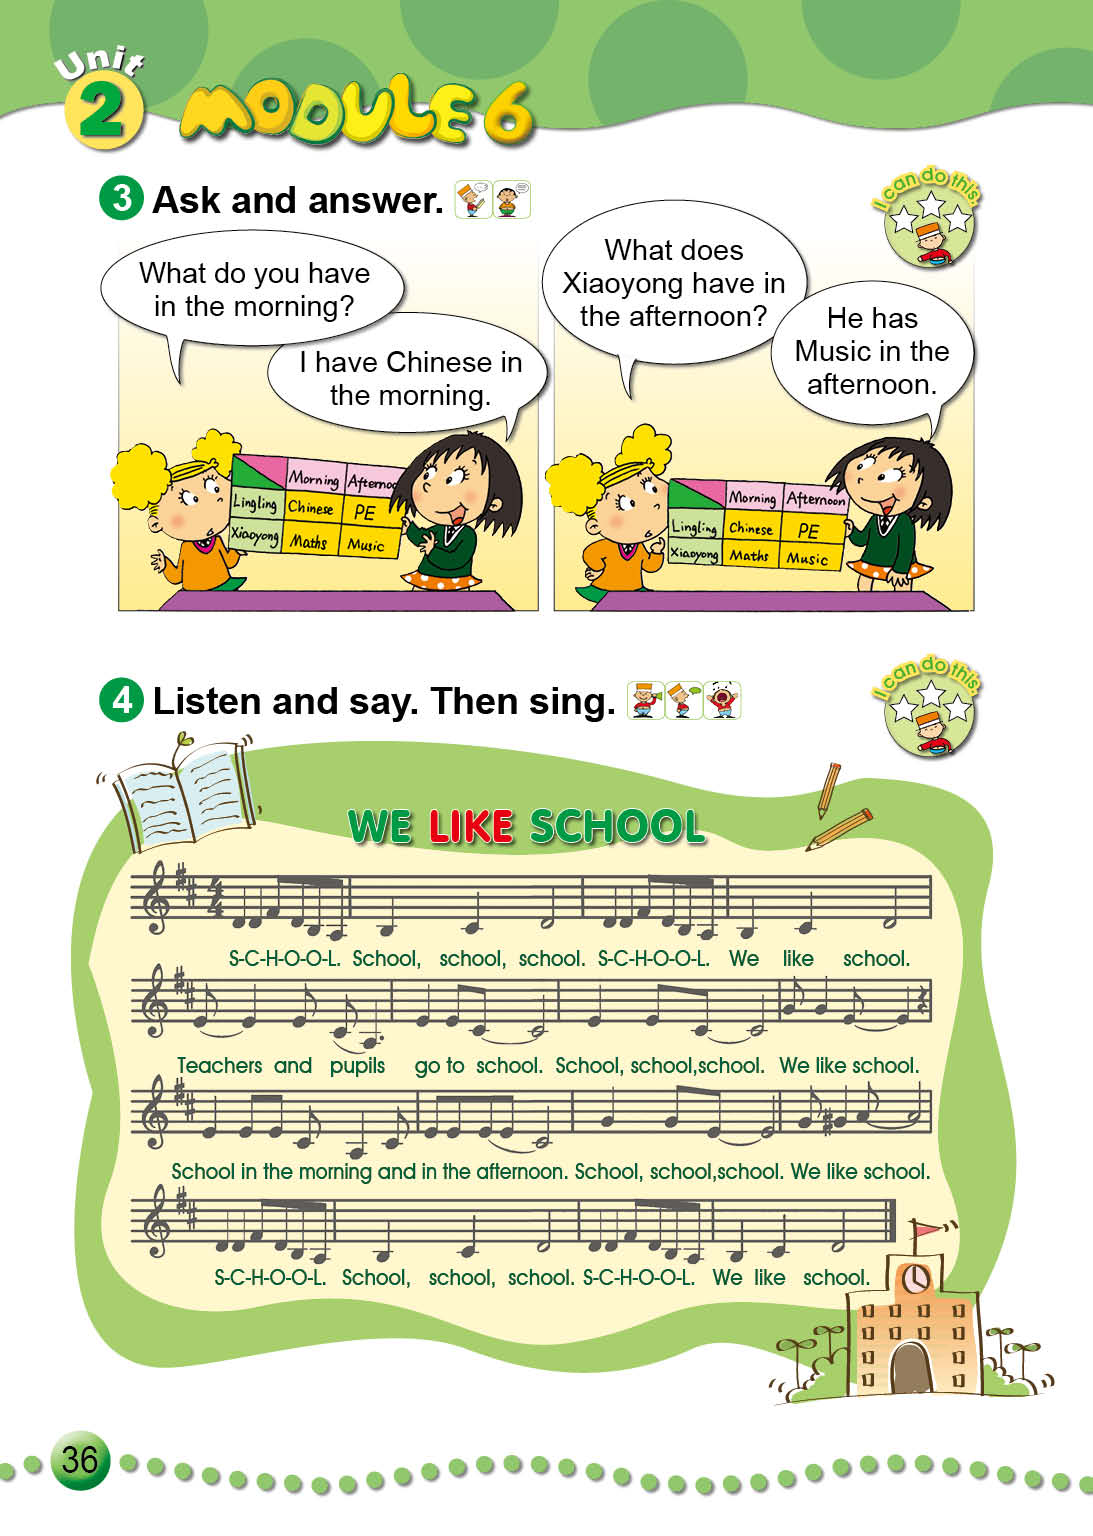 Unit
2 MODULE 6
3 Ask and answer.
I can do this.
What do you have
in the morning?
I have Chinese in
the morning.
What does
Xiaoyong have in
the afternoon?
He has
Music in the
afternoon.
Morning Afternoon
Lingling Chinese PE
Xiaoyong Maths Music
Morning Afternoon
Lingling Chinese PE
Xiaoyong Maths Music
4 Listen and say. Then sing.
I can do this.
WE LIKE SCHOOL
4
4
S-C-H-O-O-L. School, school, school. S-C-H-O-O-L. We like school.
Teachers and pupils go to school. School, school,school. We like school.
School in the morning and in the afternoon. School, school,school. We like school.
S-C-H-O-O-L. School, school, school. S-C-H-O-O-L. We like school.
36